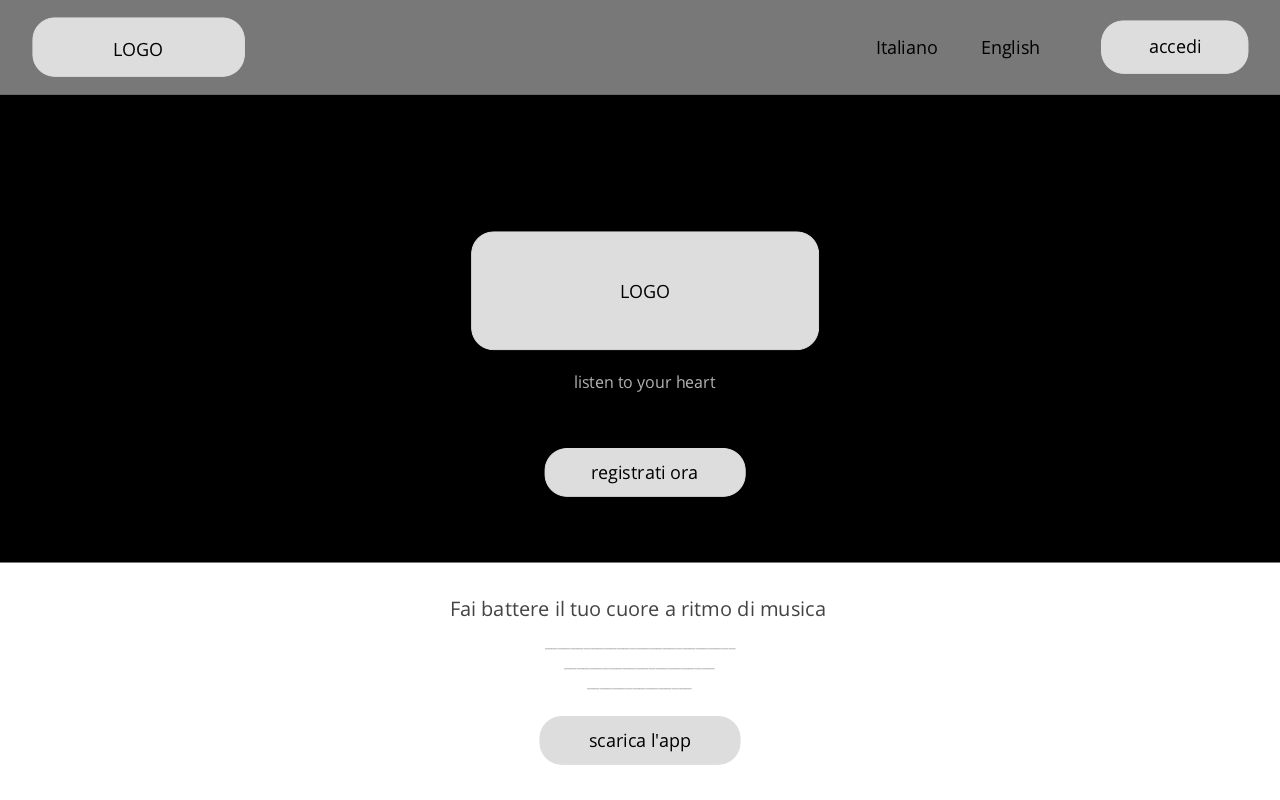 LOGO
Italiano English accedi
LOGO
listen to your heart
registrati ora
Fai battere il tuo cuore a ritmo di musica
scarica l'app